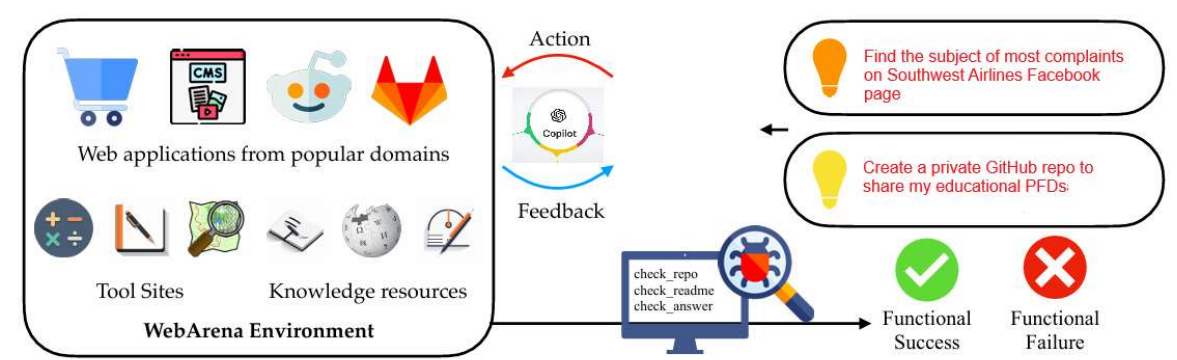 CMS
Web applications from popular domains
Tool Sites
Knowledge resources
WebArena Environment
Action
Copilot
Feedback
Find the subject of most complaints
on Southwest Airlines Facebook
page
Create a private GitHub repo to
share my educational PFDs
check_repo
check_readme
check_answer
Functional
Success
Functional
Failure